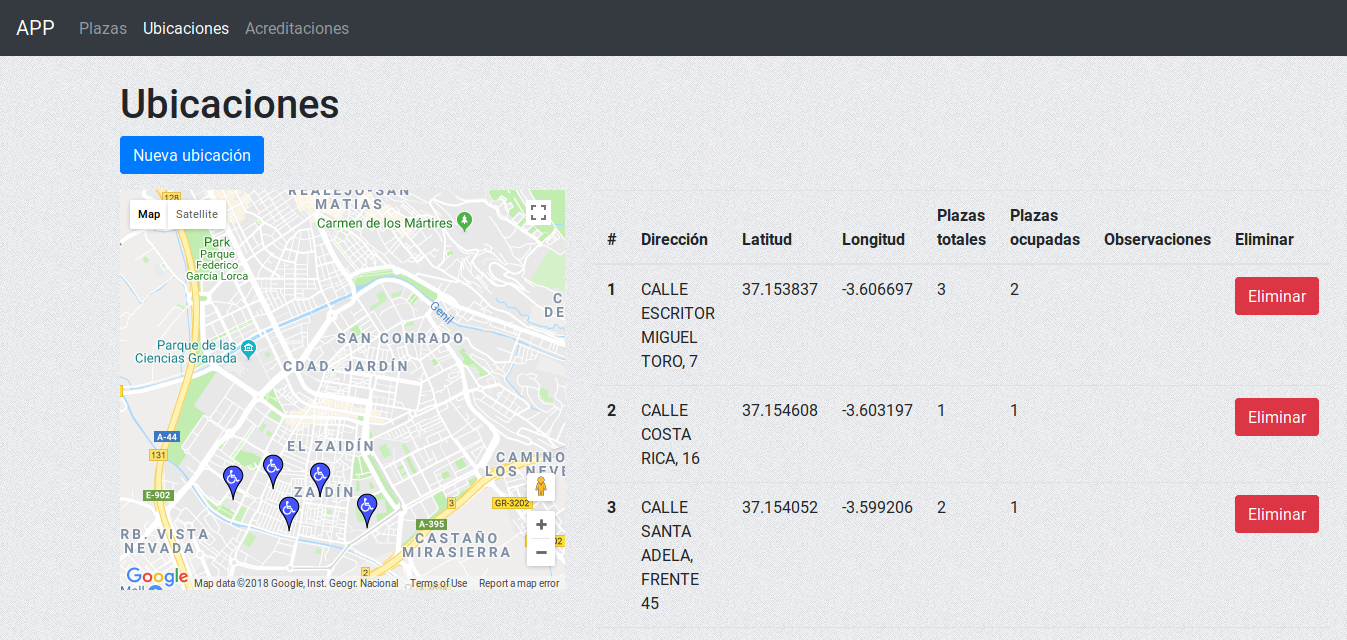 APP Plazas Ubicaciones Acreditaciones
Ubicaciones
Nueva ubicación
128
REALEJO-SAN
MATIAS
Map Satellite
Carmen de los Mártires
Park
Parque
Federico
García Lorca
Genil
SAN CONRADO
Parque de las
Ciencias Granada
CDAD. JARDÍN
A-44
131
EL ZAIDÍN
CAMINO
LOS NEVE
ZAIDÍN
E-902
3
GR-3202
A-395
RB. VISTA
NEVADA
CASTAÑO
MIRASIERRA
02
2
C
DE
Google
Map data ©2018 Google, Inst. Geogr. Nacional Terms of Use Report a map error
Plazas Plazas
# Dirección Latitud Longitud totales ocupadas Observaciones Eliminar
1 CALLE 37.153837 -3.606697 3 2 Eliminar
ESCRITOR
MIGUEL
TORO, 7
2 CALLE 37.154608 -3.603197 1 1 Eliminar
COSTA
RICA, 16
3 CALLE 37.154052 -3.599206 2 1 Eliminar
SANTA
ADELA,
FRENTE
45